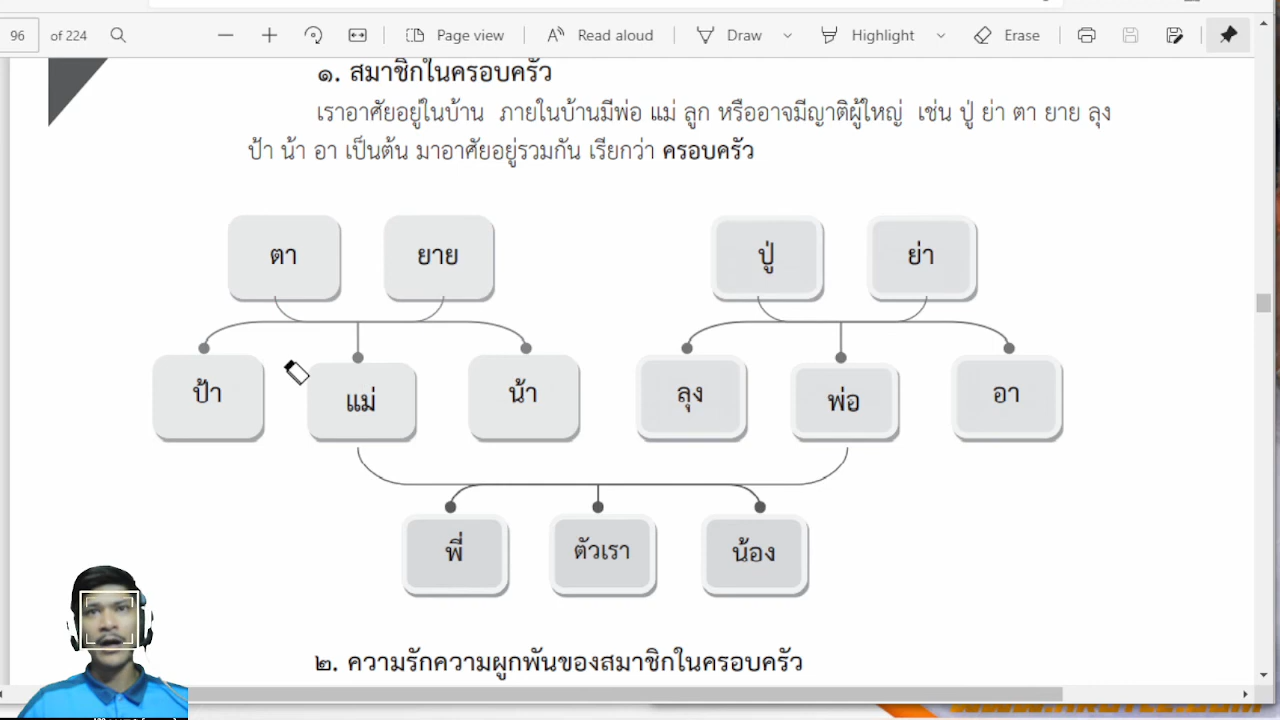 96 of 224 Page view Read aloud Draw Highlight Erase
๑. สมาชิกในครอบครัว
เราอาศัยอยู่ในบ้าน ภายในบ้านมีพ่อ แม่ ลูก หรืออาจมีญาติผู้ใหญ่ เช่น ปู่ ย่า ตา ยาย ลุง
ป้า น้า อา เป็นต้น มาอาศัยอยู่รวมกัน เรียกว่า ครอบครัว
ตา ยาย ปู่ ย่า
ป้า แม่ น้า ลุง พ่อ อา
พี่ ตัวเรา น้อง
๒. ความรักความผูกพันของสมาชิกในครอบครัว